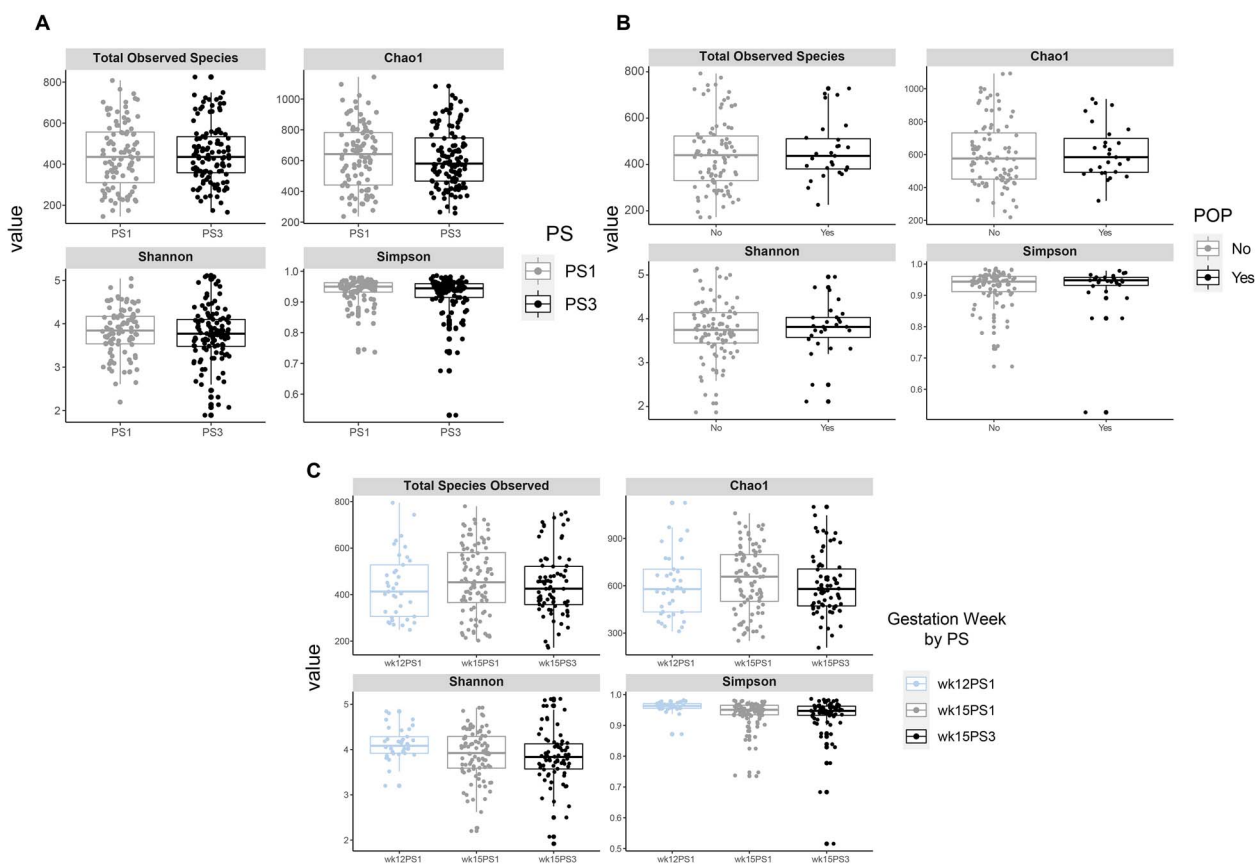 A
Total Observed Species
Chao1
800
600
400
200
1000
800
600
400
200
PS1
PS3
PS1
PS3
value
Shannon
Simpson
5
4
3
2
1.0
0.9
0.8
0.7
0.6
PS1
PS3
PS1
PS3
PS
PS1
PS3
B
Total Observed Species
Chao1
800
600
400
200
1000
800
600
400
200
No
Yes
No
Yes
value
Shannon
Simpson
5
4
3
2
1.0
0.9
0.8
0.7
0.6
No
Yes
No
Yes
POP
No
Yes
C
Total Species Observed
Chao1
800
600
400
200
900
600
300
wk12PS1
wk15PS1
wk15PS3
wk12PS1
wk15PS1
wk15PS3
value
Shannon
Simpson
5
4
3
2
1.0
0.9
0.8
0.7
0.6
0.5
wk12PS1
wk15PS1
wk15PS3
wk12PS1
wk15PS1
wk15PS3
Gestation Week
by PS
wk12PS1
wk15PS1
wk15PS3